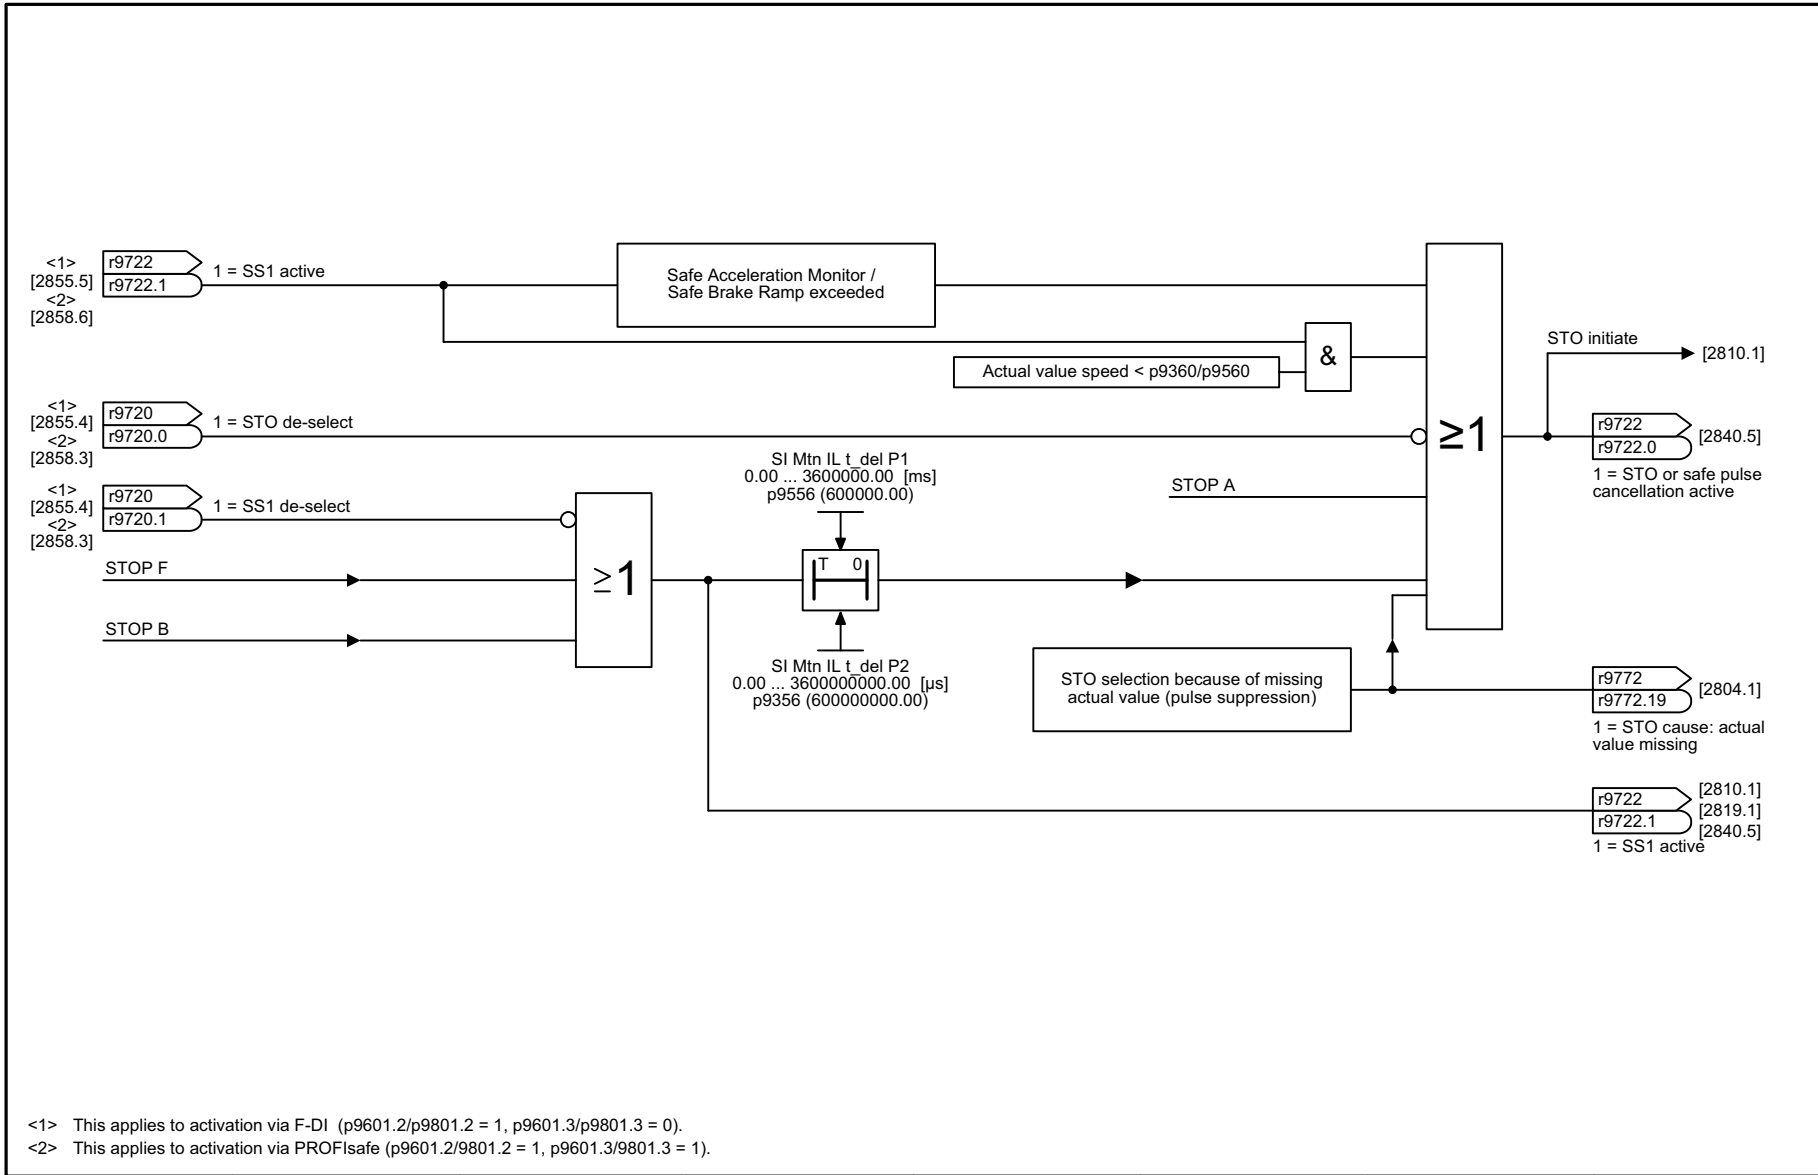 <1>
[2855.5]
<2>
[2858.6]
r9722
r9722.1
1 = SS1 active
Safe Acceleration Monitor /
Safe Brake Ramp exceeded
&
Actual value speed < p9360/p9560
STO initiate
[2810.1]
<1>
[2855.4]
<2>
[2858.3]
r9720
r9720.0
1 = STO de-select
≥1
r9722
r9722.0
[2840.5]
1 = STO or safe pulse
cancellation active
SI Mtn IL t_del P1
0.00 ... 3600000.00 [ms]
p9556 (600000.00)
STOP A
<1>
[2855.4]
<2>
[2858.3]
r9720
r9720.1
1 = SS1 de-select
STOP F
STOP B
≥1
T 0
SI Mtn IL t_del P2
0.00 ... 3600000000.00 [µs]
p9356 (600000000.00)
STO selection because of missing
actual value (pulse suppression)
r9772
r9772.19
[2804.1]
1 = STO cause: actual
value missing
r9722
r9722.1
[2810.1]
[2819.1]
[2840.5]
1 = SS1 active
<1> This applies to activation via F-DI (p9601.2/p9801.2 = 1, p9601.3/p9801.3 = 0).
<2> This applies to activation via PROFIsafe (p9601.2/9801.2 = 1, p9601.3/9801.3 = 1).